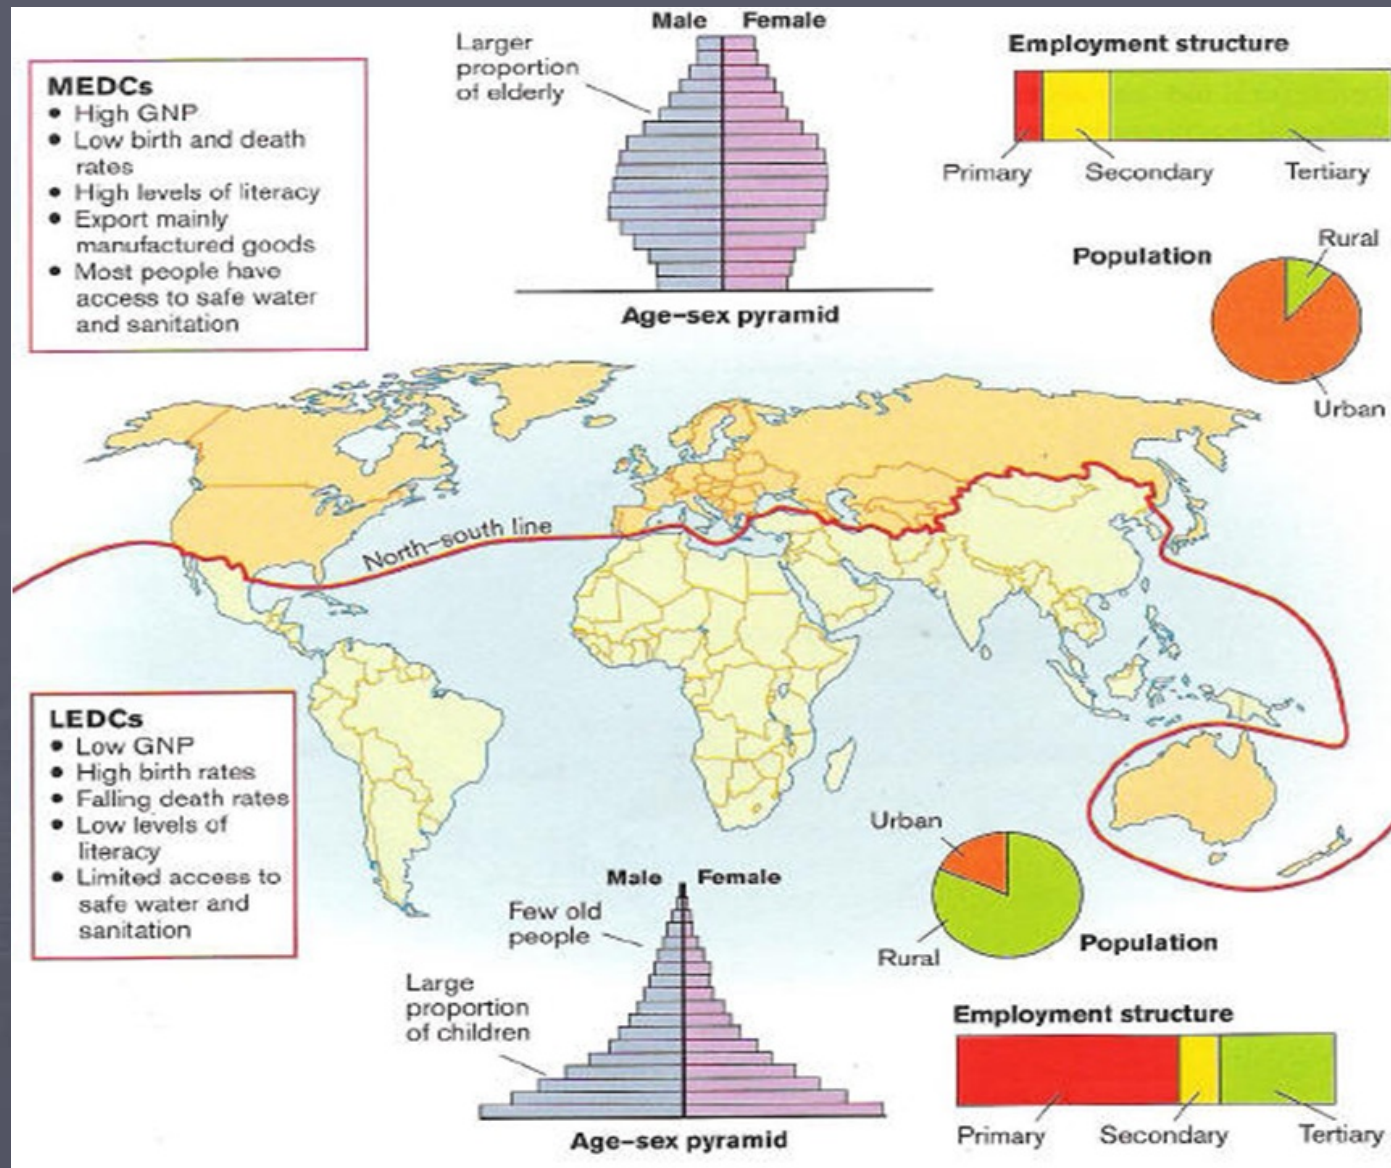 MEDCs
• High GNP
• Low birth and death
rates
• High levels of literacy
• Export mainly
manufactured goods
• Most people have
access to safe water
and sanitation
Male Female
Larger
proportion
of elderly
Age–sex pyramid
Employment structure
Primary Secondary Tertiary
Population
Rural
Urban
North–south line
LEDCs
• Low GNP
• High birth rates
• Falling death rates
• Low levels of
literacy
• Limited access to
safe water and
sanitation
Male Female
Few old
people
Large
proportion
of children
Age–sex pyramid
Urban
Rural
Population
Employment structure
Primary Secondary Tertiary